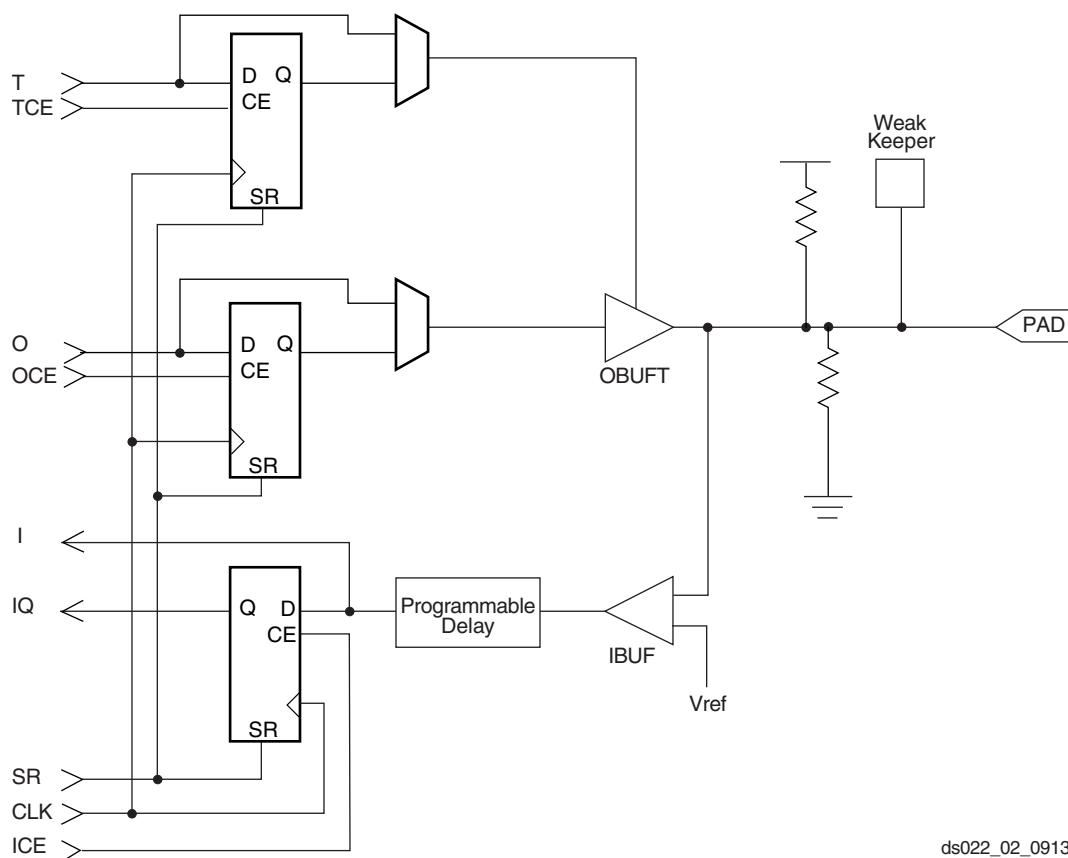 T
TCE
D Q
CE
SR
Weak
Keeper
O
OCE
D Q
CE
SR
OBUFT
PAD
I
IQ
Q D
CE
SR
Programmable
Delay
IBUF
Vref
SR
CLK
ICE
ds022_02_0913